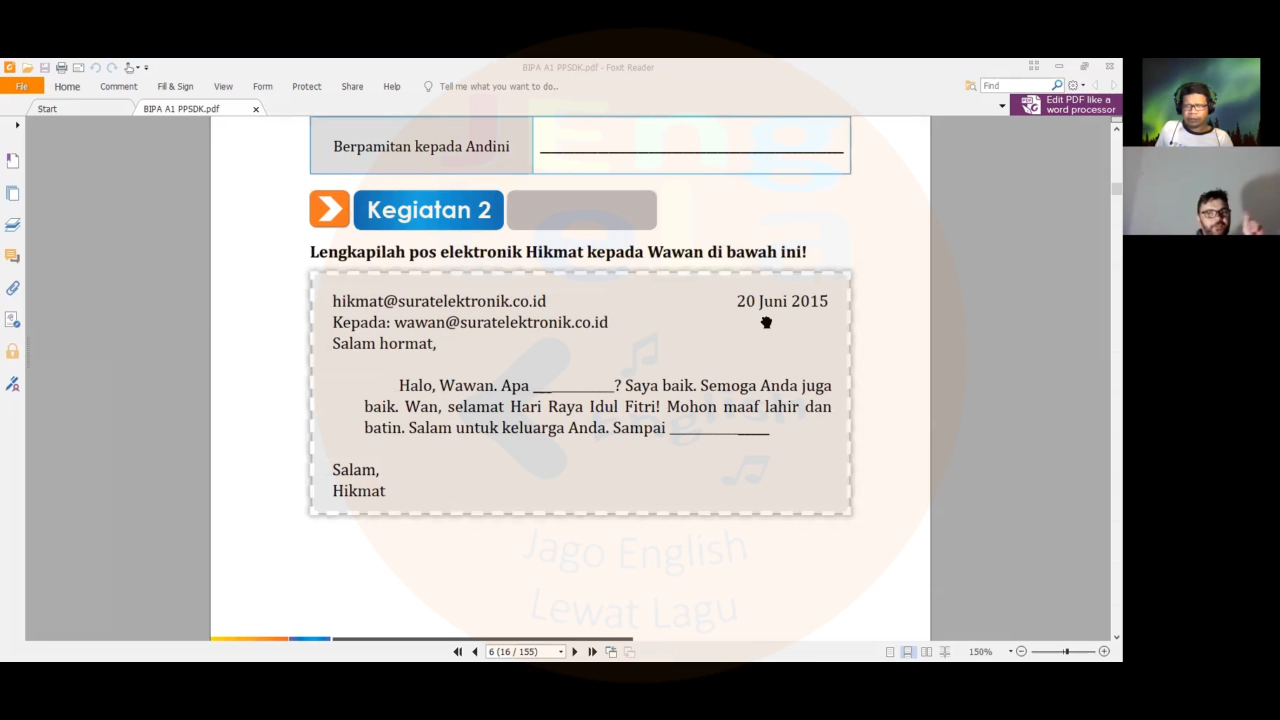 BIPA A1 PPSDK.pdf - Foxit Reader
File Home Comment Fill & Sign View Form Protect Share Help Tell me what you want to do.. Find
Start BIPA A1 PPSDK.pdf Edit PDF like a word processor
Berpamitan kepada Andini
Kegiatan 2
Lengkapilah pos elektronik Hikmat kepada Wawan di bawah ini!
hikmat@suratelektronik.co.id 20 Juni 2015
Kepada: wawan@suratelektronik.co.id
Salam hormat,
Halo, Wawan. Apa __________? Saya baik. Semoga Anda juga
baik. Wan, selamat Hari Raya Idul Fitri! Mohon maaf lahir dan
batin. Salam untuk keluarga Anda. Sampai ____________
Salam,
Hikmat
Jago English
Lewat Lagu
6 (16 / 155) 150%